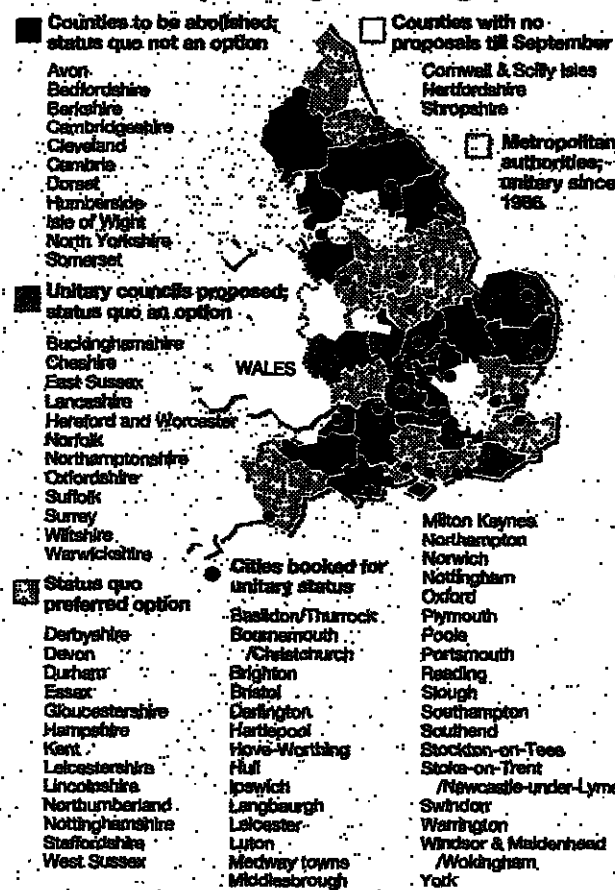 Counties to be abolished;
status quo not an option
Avon
Bedfordshire
Berkshire
Cambridgeshire
Cleveland
Cumbria
Dorset
Humberside
Isle of Wight
North Yorkshire
Somerset
Unitary councils proposed;
status quo an option
Buckinghamshire
Cheshire
East Sussex
Lancashire
Hereford and Worcester
Norfolk
Northamptonshire
Oxfordshire
Suffolk
Surrey
Wiltshire
Warwickshire
Status quo
preferred option
Derbyshire
Devon
Durham
Essex
Gloucestershire
Hampshire
Kent
Leicestershire
Lincolnshire
Northumberland
Nottinghamshire
Staffordshire
West Sussex
Counties with no
proposals till September
Cornwall & Scilly Isles
Hertfordshire
Shropshire
Metropolitan
authorities;
unitary since
1986.
WALES
Cities booked for
unitary status
Basildon/Thurrock
Bournemouth
/Christchurch
Brighton
Bristol
Darlington
Hartlepool
Hove-Worthing
Hull
Ipswich
Langbaurgh
Leicester
Luton
Medway towns
Middlesbrough
Milton Keynes
Northampton
Norwich
Nottingham
Oxford
Plymouth
Poole
Portsmouth
Reading
Slough
Southampton
Southend
Stockton-on-Tees
Stoke-on-Trent
/Newcastle-under-Lyme
Swindon
Warrington
Windsor & Maidenhead
/Wokingham
York